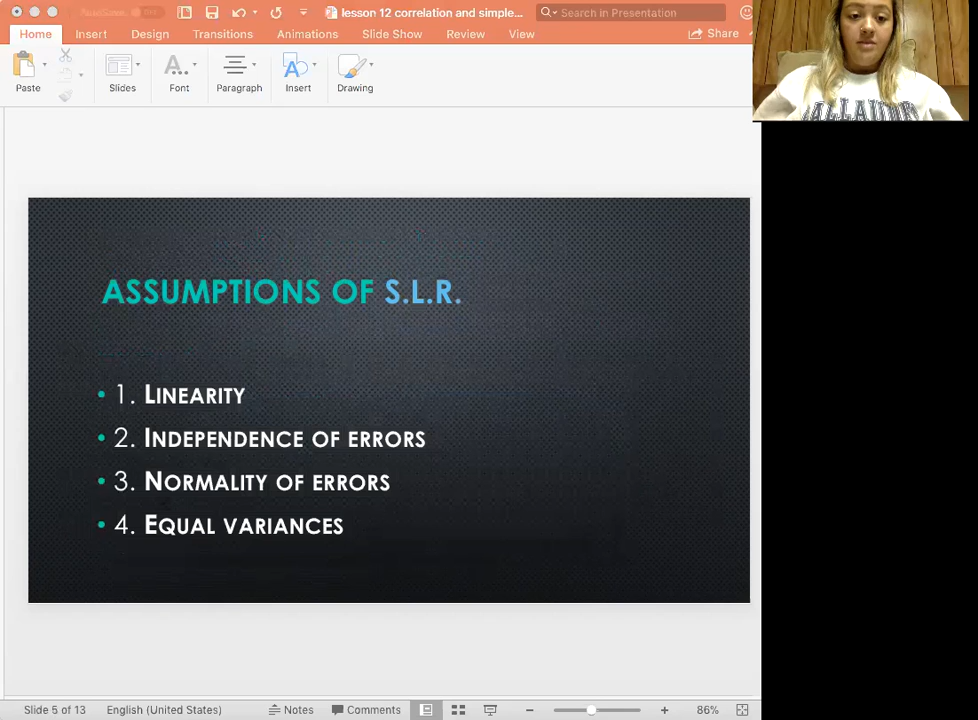 lesson 12 correlation and simple...
Search in Presentation
Home Insert Design Transitions Animations Slide Show Review View Share
Paste Slides Font Paragraph Insert Drawing
ASSUMPTIONS OF S.L.R.
• 1. LINEARITY
• 2. INDEPENDENCE OF ERRORS
• 3. NORMALITY OF ERRORS
• 4. EQUAL VARIANCES
Slide 5 of 13 English (United States) Notes Comments 86%